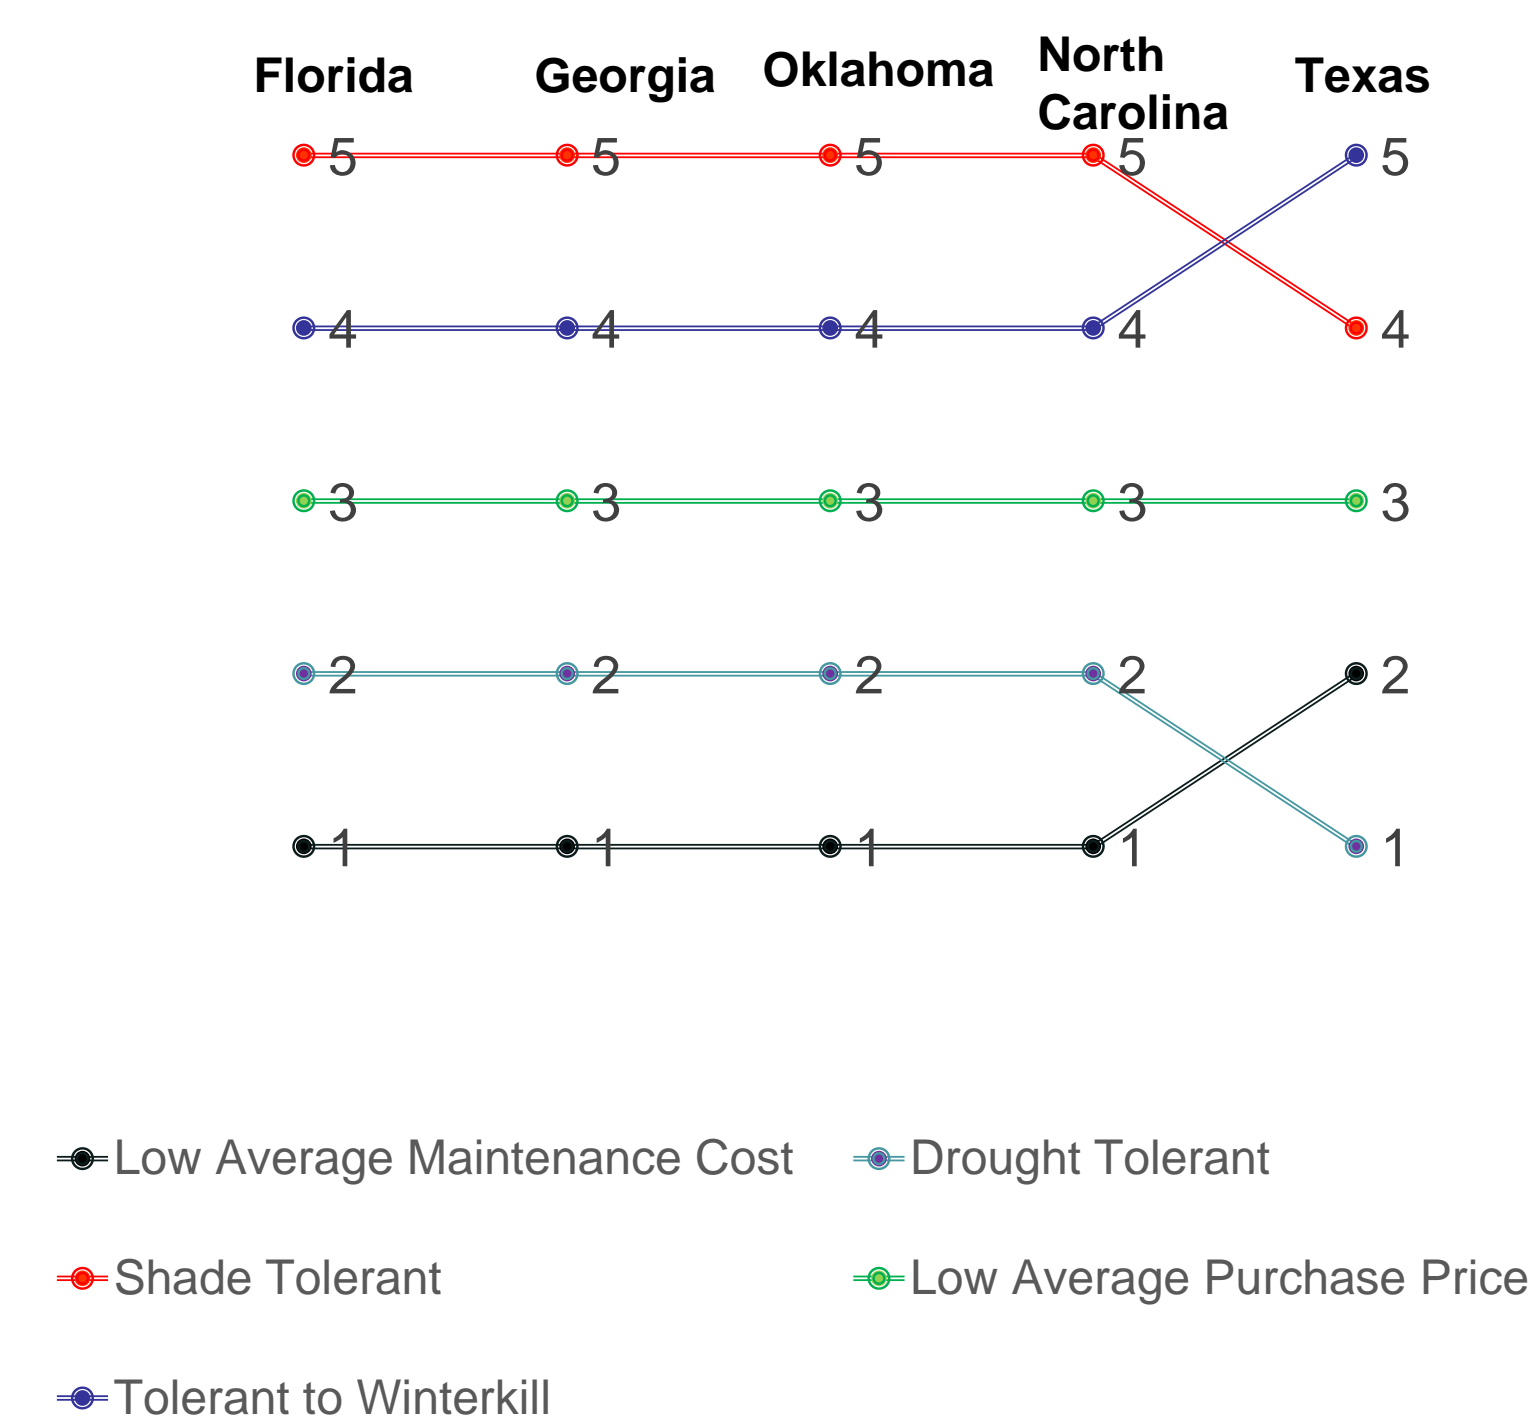 Florida Georgia Oklahoma North Carolina Texas
5 5 5 5 5
4 4 4 4 4
3 3 3 3 3
2 2 2 2 2
1 1 1 1 1
Low Average Maintenance Cost Drought Tolerant
Shade Tolerant Low Average Purchase Price
Tolerant to Winterkill